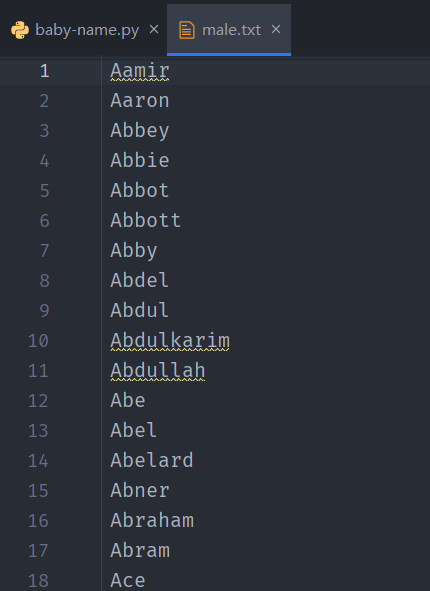 baby-name.py × male.txt ×
1 Aamir
2 Aaron
3 Abbey
4 Abbie
5 Abbot
6 Abbott
7 Abby
8 Abdel
9 Abdul
10 Abdulkarim
11 Abdullah
12 Abe
13 Abel
14 Abelard
15 Abner
16 Abraham
17 Abram
18 Ace